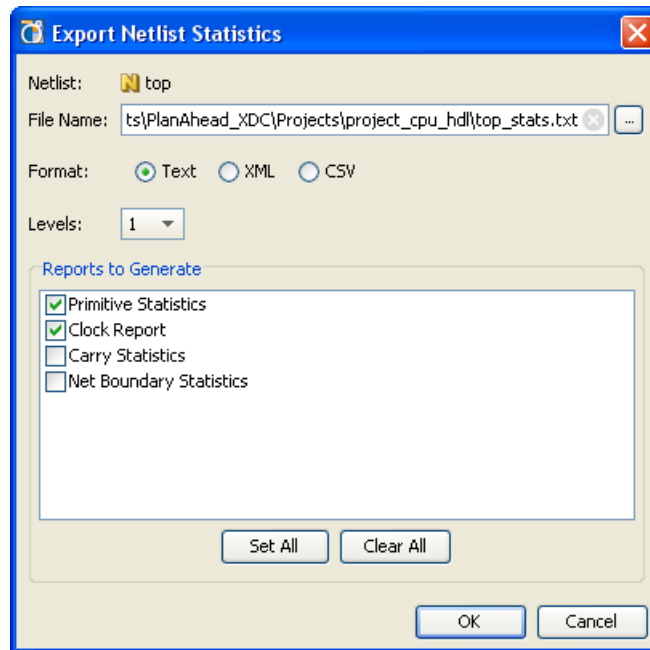 Export Netlist Statistics
Netlist: top
File Name: ts\PlanAhead_XDC\Projects\project_cpu_hdl\top_stats.txt ...
Format: Text XML CSV
Levels: 1
Reports to Generate
Primitive Statistics
Clock Report
Carry Statistics
Net Boundary Statistics
Set All Clear All
OK Cancel